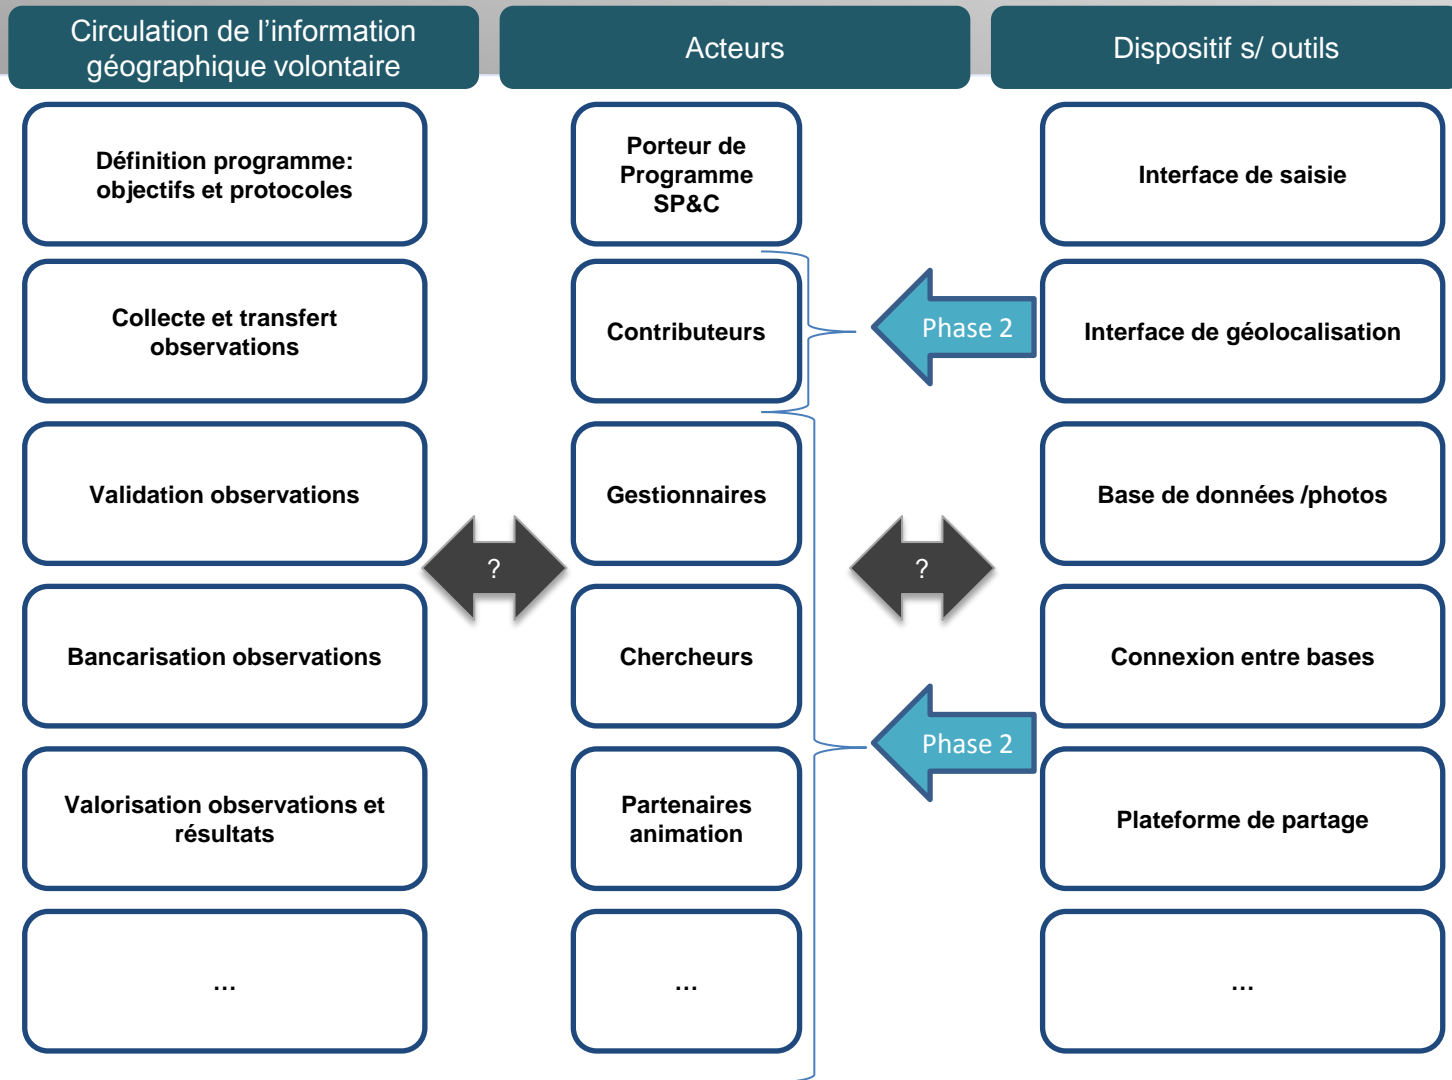 Circulation de l’information
géographique volontaire
Acteurs
Dispositif s/ outils
Définition programme:
objectifs et protocoles
Porteur de
Programme
SP&C
Interface de saisie
Collecte et transfert
observations
Contributeurs
Phase 2
Interface de géolocalisation
Validation observations
Gestionnaires
Base de données /photos
?
?
Bancarisation observations
Chercheurs
Connexion entre bases
Phase 2
Valorisation observations et
résultats
Partenaires
animation
Plateforme de partage
…
…
…